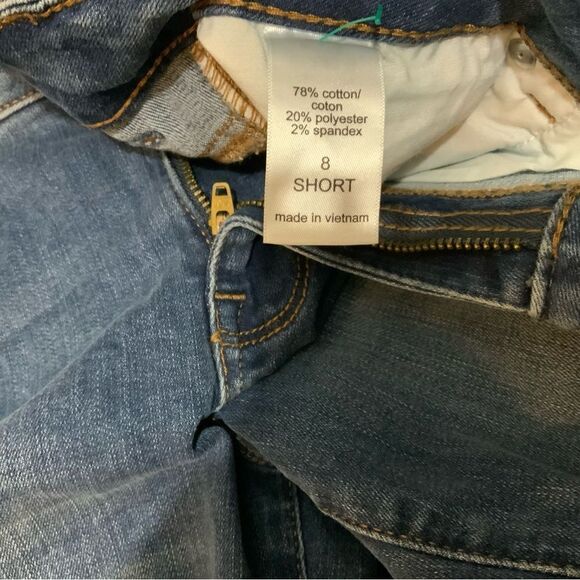 78% cotton/
coton
20% polyester
2% spandex
8
SHORT
made in vietnam